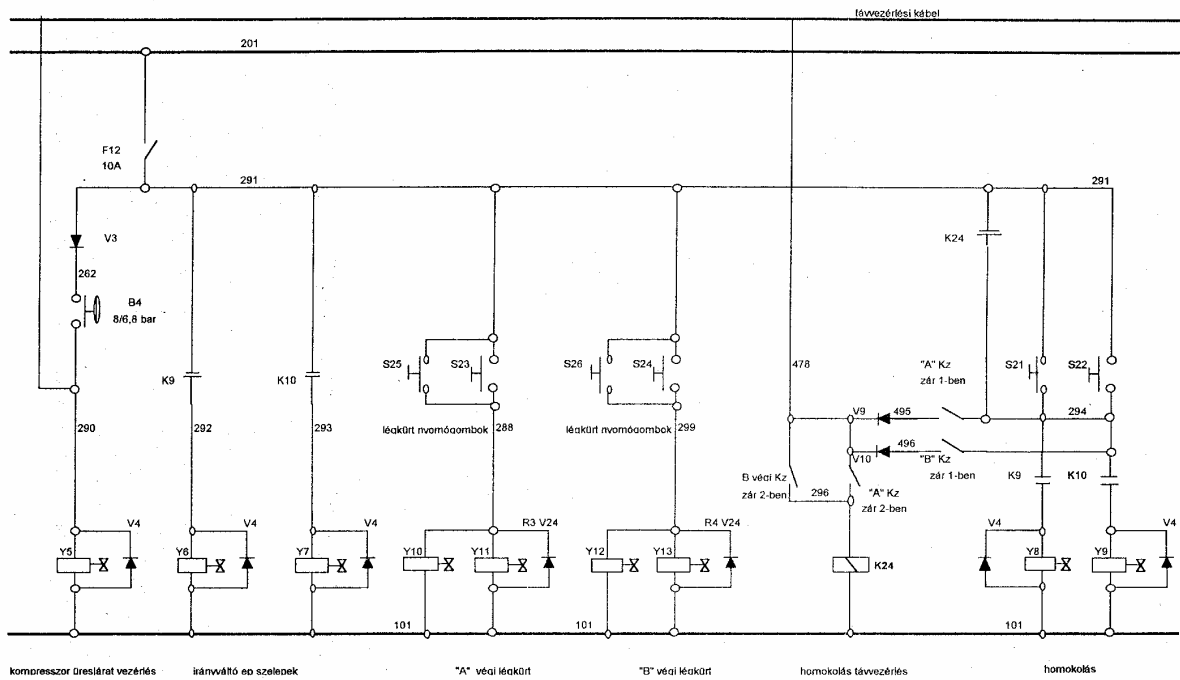 távvezérlési kábel
201
F12
10A
291
291
V3
K24
262
B4
8/6,8 bar
S25
S23
S26
S24
478
"A" Kz
zár 1-ben
S21
S22
K9
K10
V9
495
294
290
292
293
légkürt nyomógombok
288
légkürt nyomógombok
299
496
V10
"B" Kz
zár 1-ben
B végi Kz
zár 2-ben
296
"A" Kz
zár 2-ben
K9
K10
V4
V4
V4
R3 V24
R4 V24
V4
V4
Y5
Y6
Y7
Y10
Y11
Y12
Y13
K24
Y8
Y9
101
101
101
kompresszor üresjárat vezérlés
irányváltó ep szelepek
"A" végi légkürt
"B" végi légkürt
homokolás távvezérlés
homokolás